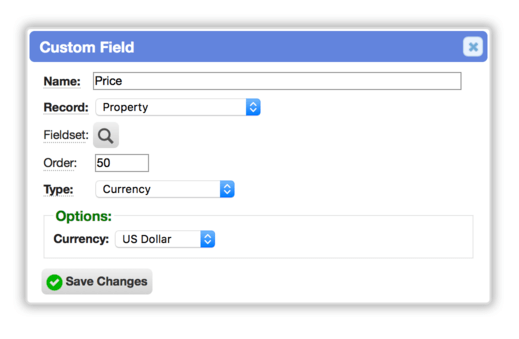 Custom Field
Name: Price
Record: Property
Fieldset:
Order: 50
Type: Currency
Options:
Currency: US Dollar
Save Changes